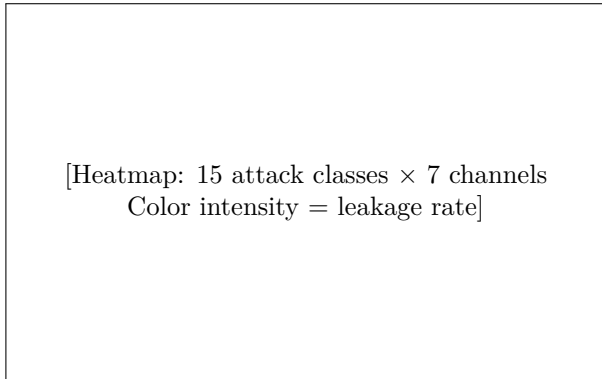 [Heatmap: 15 attack classes × 7 channels
Color intensity = leakage rate]